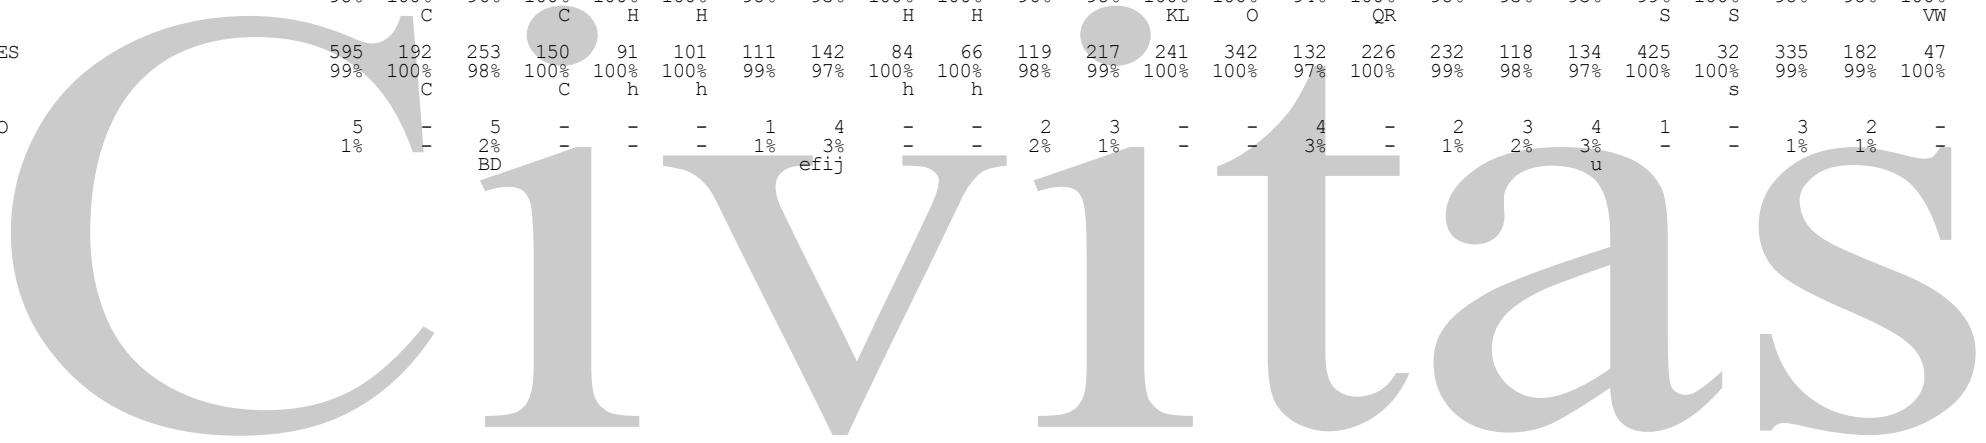 C C H H H H KL O QR S S VW
ES 595 192 253 150 91 101 111 142 84 66 119 217 241 342 132 226 232 118 134 425 32 335 182 47
99% 100% 98% 100% 100% 100% 99% 97% 100% 100% 98% 99% 100% 100% 97% 100% 99% 98% 97% 100% 100% 99% 99% 100%
C C h h h h s
O 5 - 5 - - - 1 4 - - 2 3 - - 4 - 2 3 4 1 - 3 2 -
1% - 2% - - - 1% 3% - - 2% 1% - - 3% - 1% 2% 3% - - 1% 1% -
BD efij u
Civitas